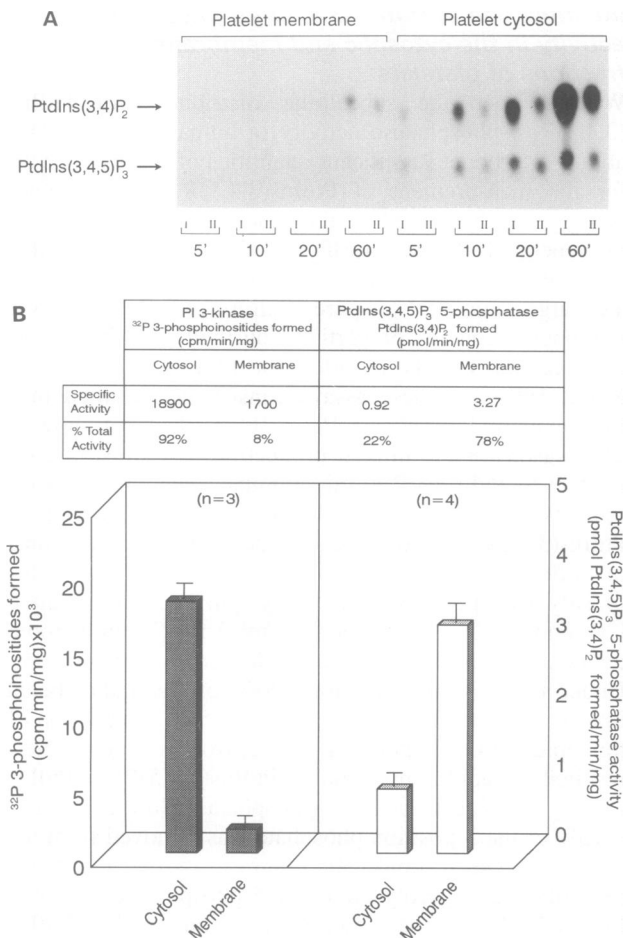 A
Platelet membrane Platelet cytosol
PtdIns(3,4)P2 →
PtdIns(3,4,5)P3 →
I II I II I II I II I II I II I II I II
5' 10' 20' 60' 5' 10' 20' 60'
B
PI 3-kinase
32P 3-phosphoinositides formed
(cpm/min/mg)
PtdIns(3,4,5)P3 5-phosphatase
PtdIns(3,4)P2 formed
(pmol/min/mg)
Cytosol Membrane Cytosol Membrane
Specific Activity 18900 1700 0.92 3.27
% Total Activity 92% 8% 22% 78%
(n=3) (n=4)
32P 3-phosphoinositides formed
(cpm/min/mg)x103
25
20
15
10
5
0
5
4
3
2
1
0
PtdIns(3,4,5)P3 5-phosphatase activity
(pmol PtdIns(3,4)P2 formed/min/mg)
Cytosol
Membrane
Cytosol
Membrane